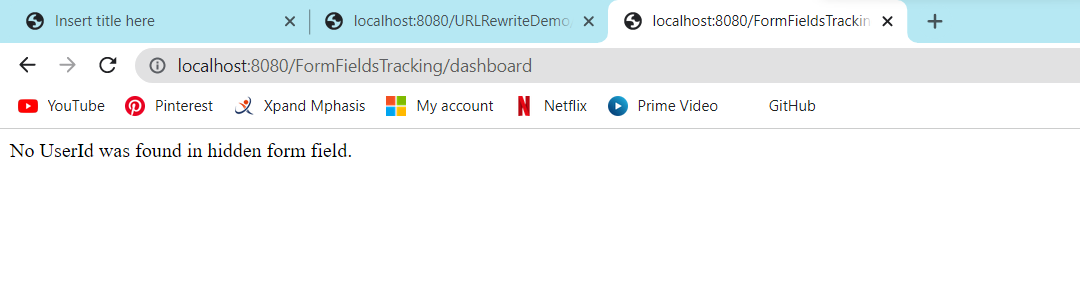 Insert title here
localhost:8080/URLRewriteDemo
localhost:8080/FormFieldsTrackin
localhost:8080/FormFieldsTracking/dashboard
YouTube
Pinterest
Xpand Mphasis
My account
Netflix
Prime Video
GitHub
No UserId was found in hidden form field.